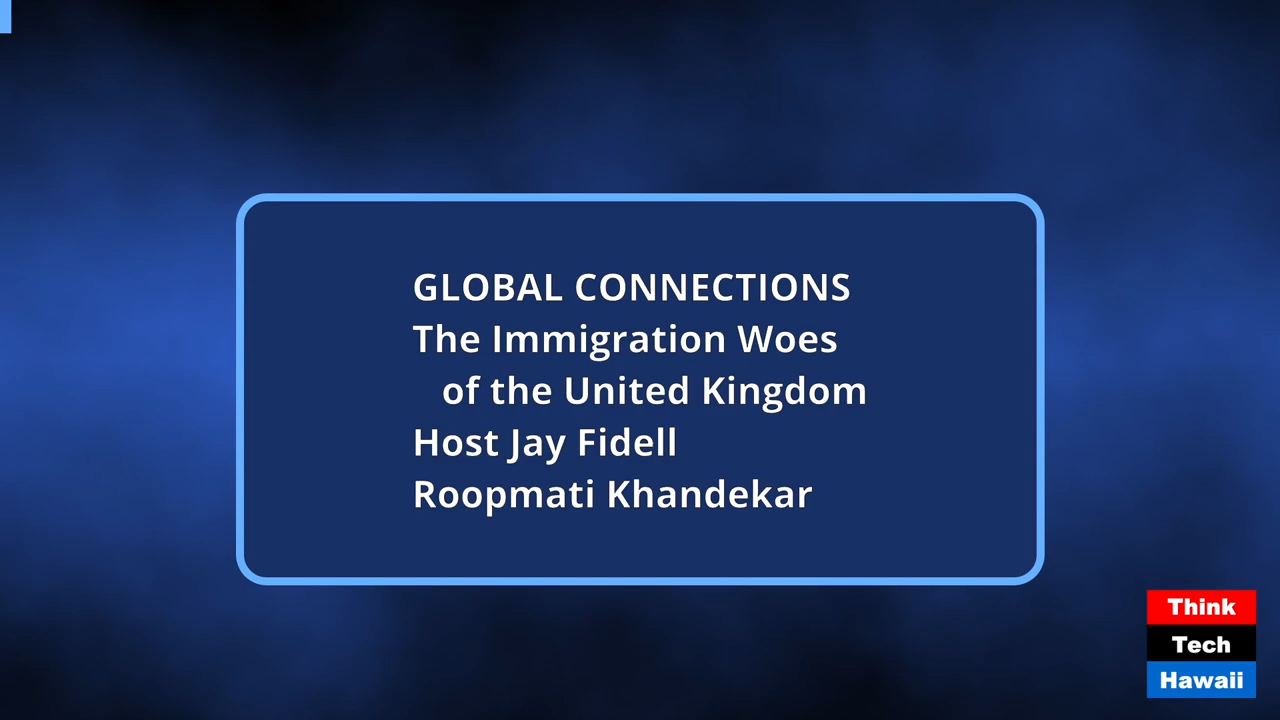 GLOBAL CONNECTIONS
The Immigration Woes
of the United Kingdom
Host Jay Fidell
Roopmati Khandekar
Think
Tech
Hawaii